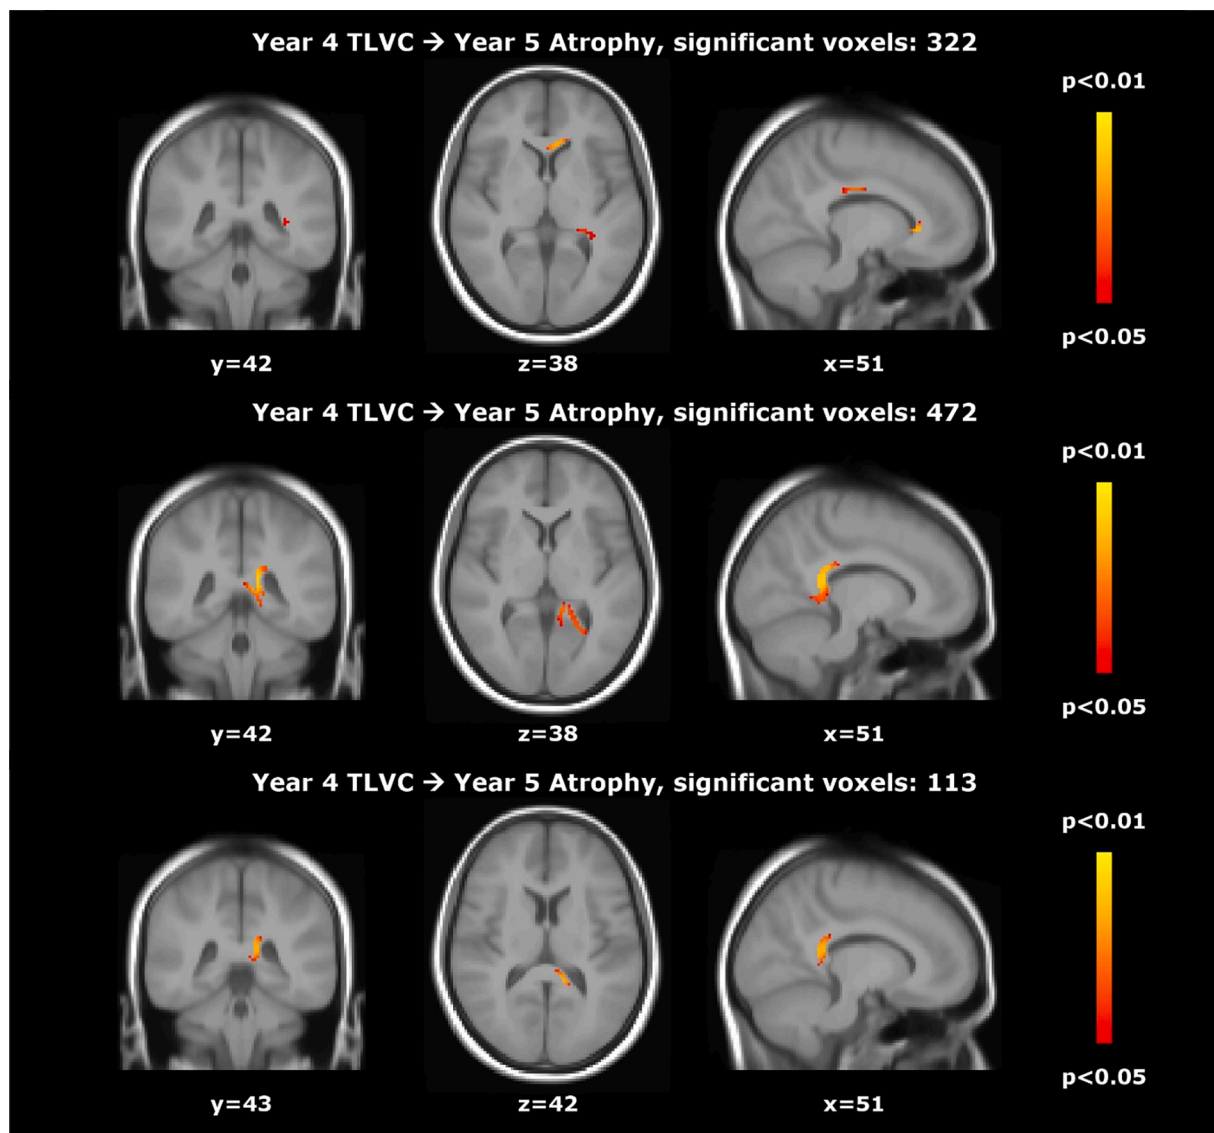 Year 4 TLVC → Year 5 Atrophy, significant voxels: 322
p<0.01
p<0.05
y=42
z=38
x=51
Year 4 TLVC → Year 5 Atrophy, significant voxels: 472
p<0.01
p<0.05
y=42
z=38
x=51
Year 4 TLVC → Year 5 Atrophy, significant voxels: 113
p<0.01
p<0.05
y=43
z=42
x=51